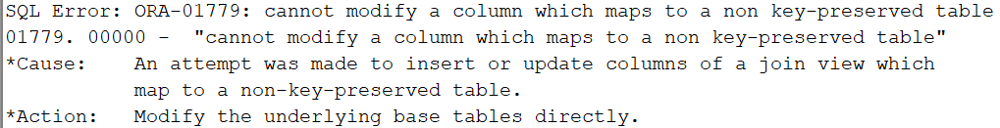 SQL Error: ORA-01779: cannot modify a column which maps to a non key-preserved table
01779. 00000 -  "cannot modify a column which maps to a non key-preserved table"
*Cause:    An attempt was made to insert or update columns of a join view which
           map to a non-key-preserved table.
*Action:   Modify the underlying base tables directly.